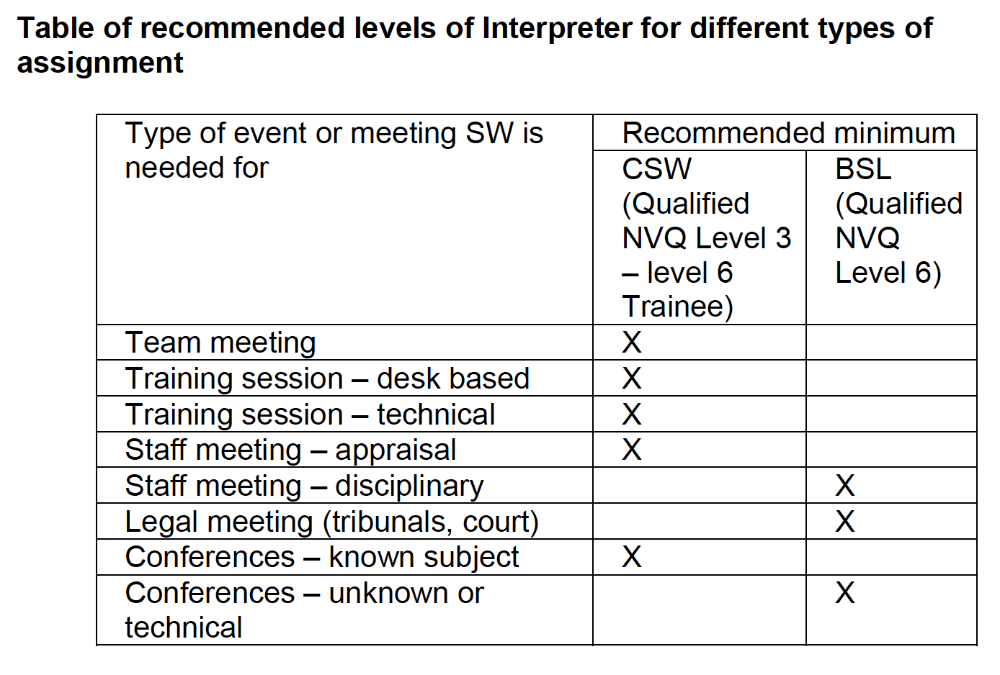 Table of recommended levels of Interpreter for different types of
assignment
Type of event or meeting SW is
needed for
Recommended minimum
CSW
(Qualified
NVQ Level 3
– level 6
Trainee)
BSL
(Qualified
NVQ
Level 6)
Team meeting X
Training session – desk based X
Training session – technical X
Staff meeting – appraisal X
Staff meeting – disciplinary X
Legal meeting (tribunals, court) X
Conferences – known subject X
Conferences – unknown or X
technical